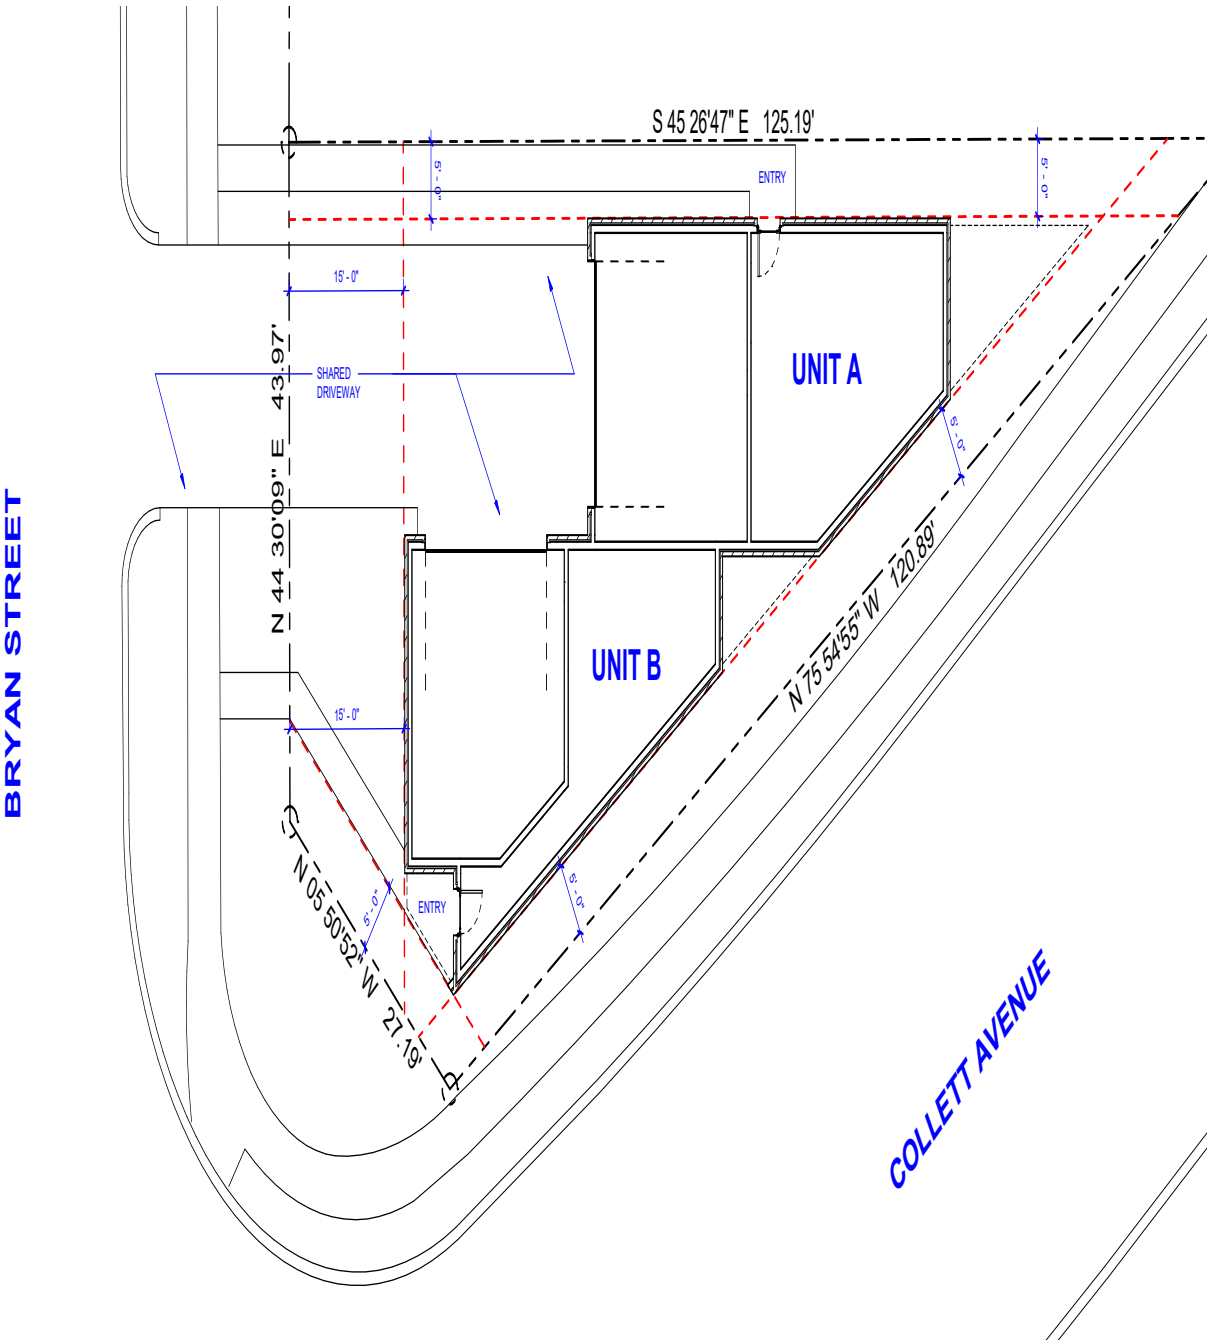 S 45 26'47" E 125.19'
5' - 0"
ENTRY
5' - 0"
15' - 0"
N 44 30'09" E 43.97'
SHARED
DRIVEWAY
UNIT A
5' - 0"
BRYAN STREET
N 75 54'55" W 120.89'
UNIT B
15' - 0"
N 05 50'52" W 27.19'
5' - 0"
ENTRY
5' - 0"
COLLETT AVENUE